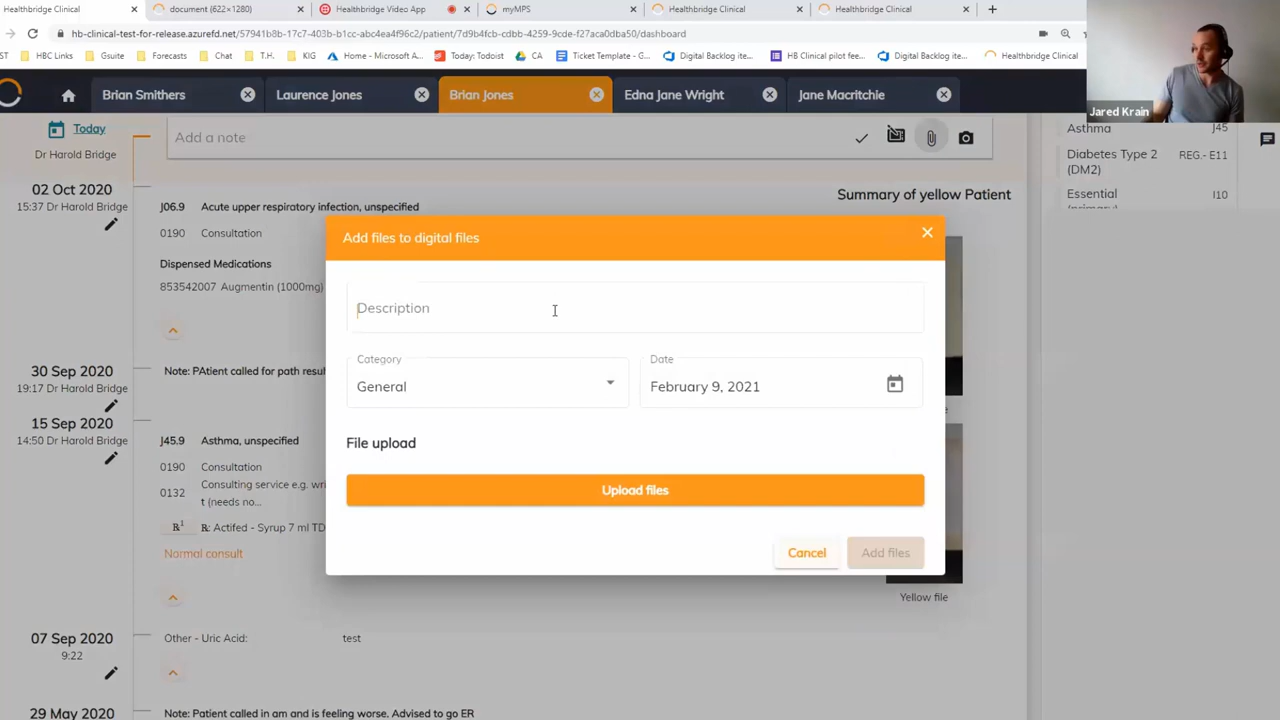 Healthbridge Clinical
document (622×1280)
Healthbridge Video App
myMPS
Healthbridge Clinical
Healthbridge Clinical
hb-clinical-test-for-release.azurefd.net/57941b8b-17c7-403b-b1cc-abc4ea4f96c2/patient/7d9b4fcb-cdbb-4259-9cde-f27aca0dba50/dashboard
ST
HBC Links
Gsuite
Forecasts
Chat
T.H.
KIG
Home - Microsoft A...
Today: Todoist
CA
Ticket Template - G...
Digital Backlog ite...
HB Clinical pilot fee...
Digital Backlog ite...
Healthbridge Clinical
Brian Smithers
Laurence Jones
Brian Jones
Edna Jane Wright
Jane Macritchie
Jared Krain
Today
Dr Harold Bridge
Add a note
Asthma J45
Diabetes Type 2 (DM2) REG.- E11
Essential I10
(primary)
02 Oct 2020
15:37 Dr Harold Bridge
J06.9 Acute upper respiratory infection, unspecified
0190 Consultation
Dispensed Medications
853542007 Augmentin (1000mg)
Summary of yellow Patient
Add files to digital files
Description
Category
General
Date
February 9, 2021
File upload
Upload files
Cancel
Add files
Yellow file
30 Sep 2020
19:17 Dr Harold Bridge
Note: PAtient called for path resul
15 Sep 2020
14:50 Dr Harold Bridge
J45.9 Asthma, unspecified
0190 Consultation
0132 Consulting service e.g. wri
t (needs no...
R: Actifed - Syrup 7 ml TD
Normal consult
07 Sep 2020
9:22
Other - Uric Acid: test
29 May 2020
Note: Patient called in am and is feeling worse. Advised to go ER